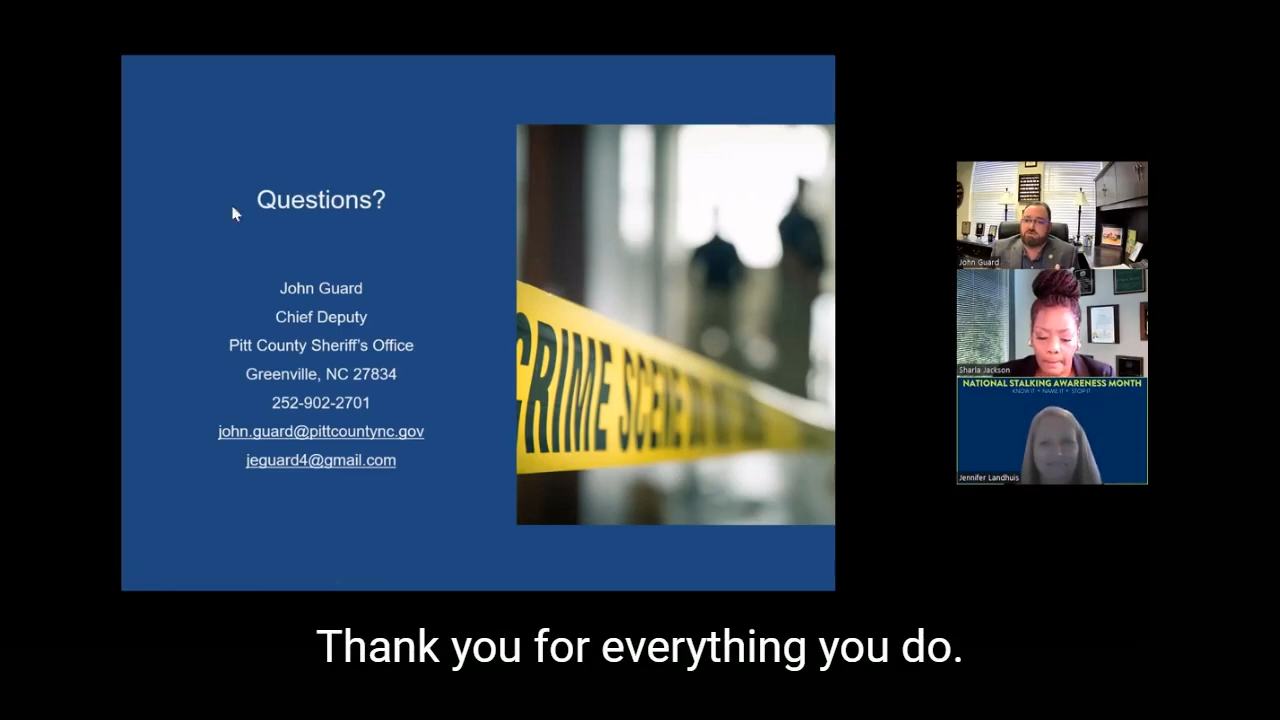 Questions?
John Guard
Chief Deputy
Pitt County Sheriff's Office
Greenville, NC 27834
252-902-2701
john.guard@pittcountync.gov
jeguard4@gmail.com
CRIME SCENE
John Guard
Sharla Jackson
NATIONAL STALKING AWARENESS MONTH
KNOW IT • NAME IT • STOP IT
Jennifer Landhuis
Thank you for everything you do.